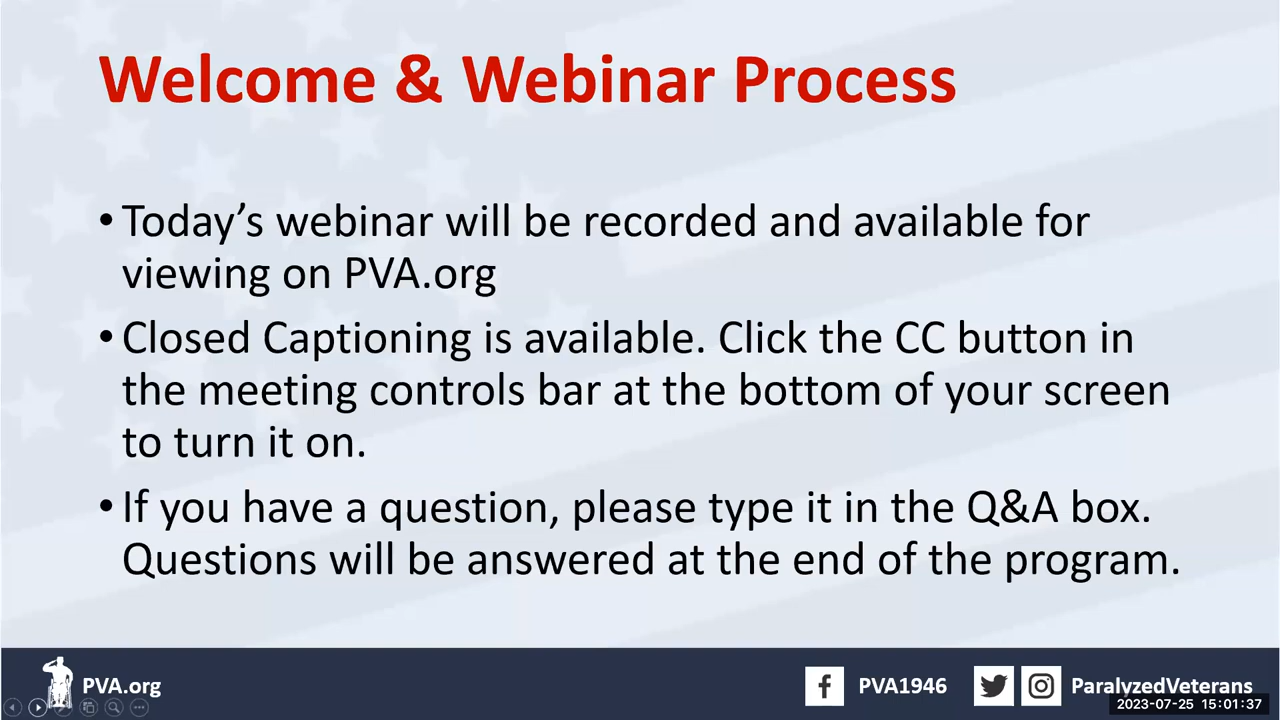 Welcome & Webinar Process
•Today’s webinar will be recorded and available for
viewing on PVA.org
•Closed Captioning is available. Click the CC button in
the meeting controls bar at the bottom of your screen
to turn it on.
•If you have a question, please type it in the Q&A box.
Questions will be answered at the end of the program.
PVA.org
PVA1946
ParalyzedVeterans
2023-07-25 15:01:37